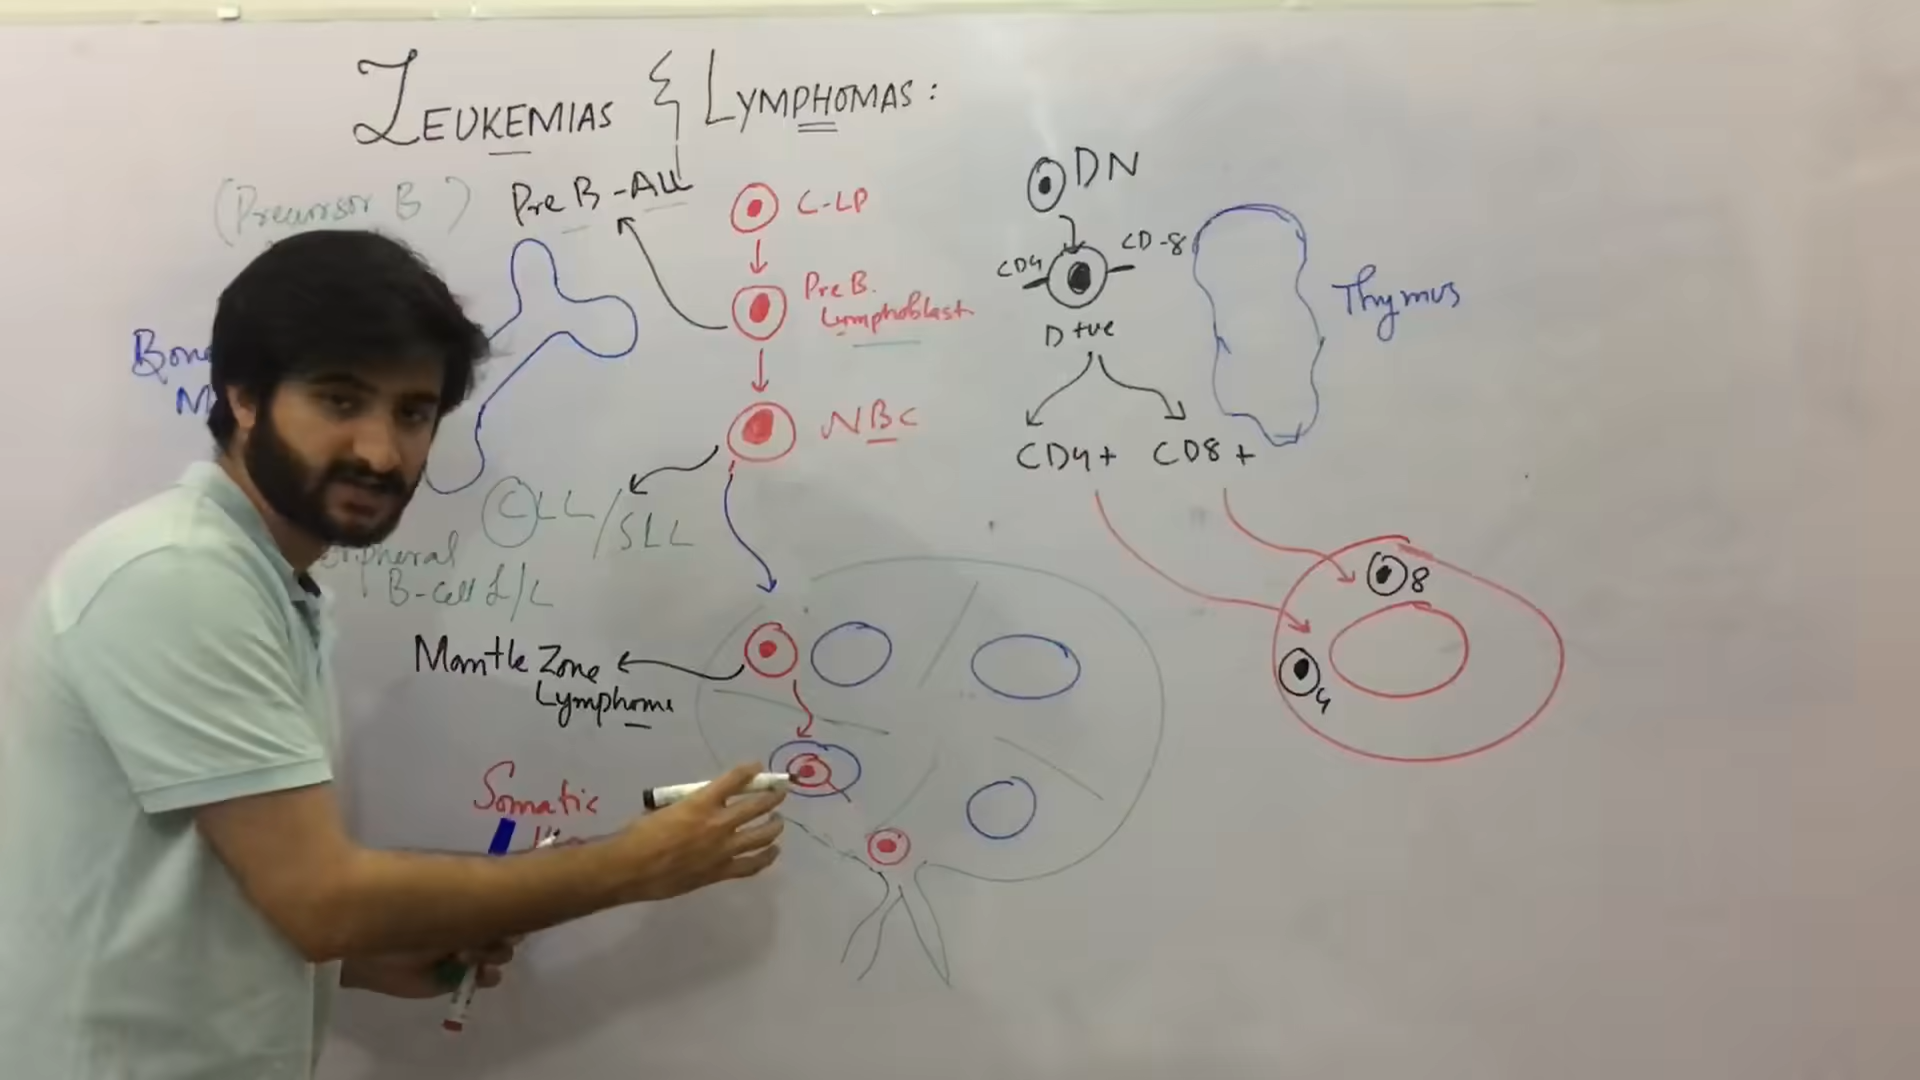 LEUKEMIAS & LYMPHOMAS:
(Precursor B)
Pre B-ALL
C-LP
Pre B.
Lymphoblast
NBC
CLL/
SLL
B-Cell L/L
Mantle Zone
Lymphoma
Somatic
DN
CD4
CD-8
D+ve
CD4+ CD8+
Thymus
8
4